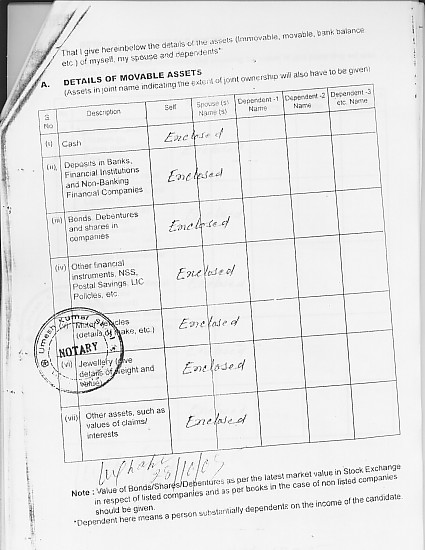 That I give hereinbelow the details of the assets (Immovable, movable, bank balance
etc.) of myself, my spouse and dependents*
A. DETAILS OF MOVABLE ASSETS
(Assets in joint name indicating the extent of joint ownership will also have to be given)
S No Description Self Spouse (s) Name (s) Dependent -1 Name Dependent -2 Name Dependent -3 etc. Name
(i) Cash Enclosed
(ii) Deposits in Banks, Enclosed
Financial Institutions
and Non-Banking
Financial Companies
(iii) Bonds, Debentures Enclosed
and shares in
companies
(iv) Other financial Enclosed
instruments, NSS,
Postal Savings, LIC
Policies, etc.
(v) Motor Vehicles Enclosed
(details of make, etc.)
Umesh Kumar
NOTARY
(vi) Jewellery (give Enclosed
details of weight and
value)
(vii) Other assets, such as Enclosed
values of claims/
interests
Note : Value of Bonds/Shares/Debentures as per the latest market value in Stock Exchange
in respect of listed companies and as per books in the case of non listed companies
should be given.
*Dependent here means a person substantially dependent on the income of the candidate.